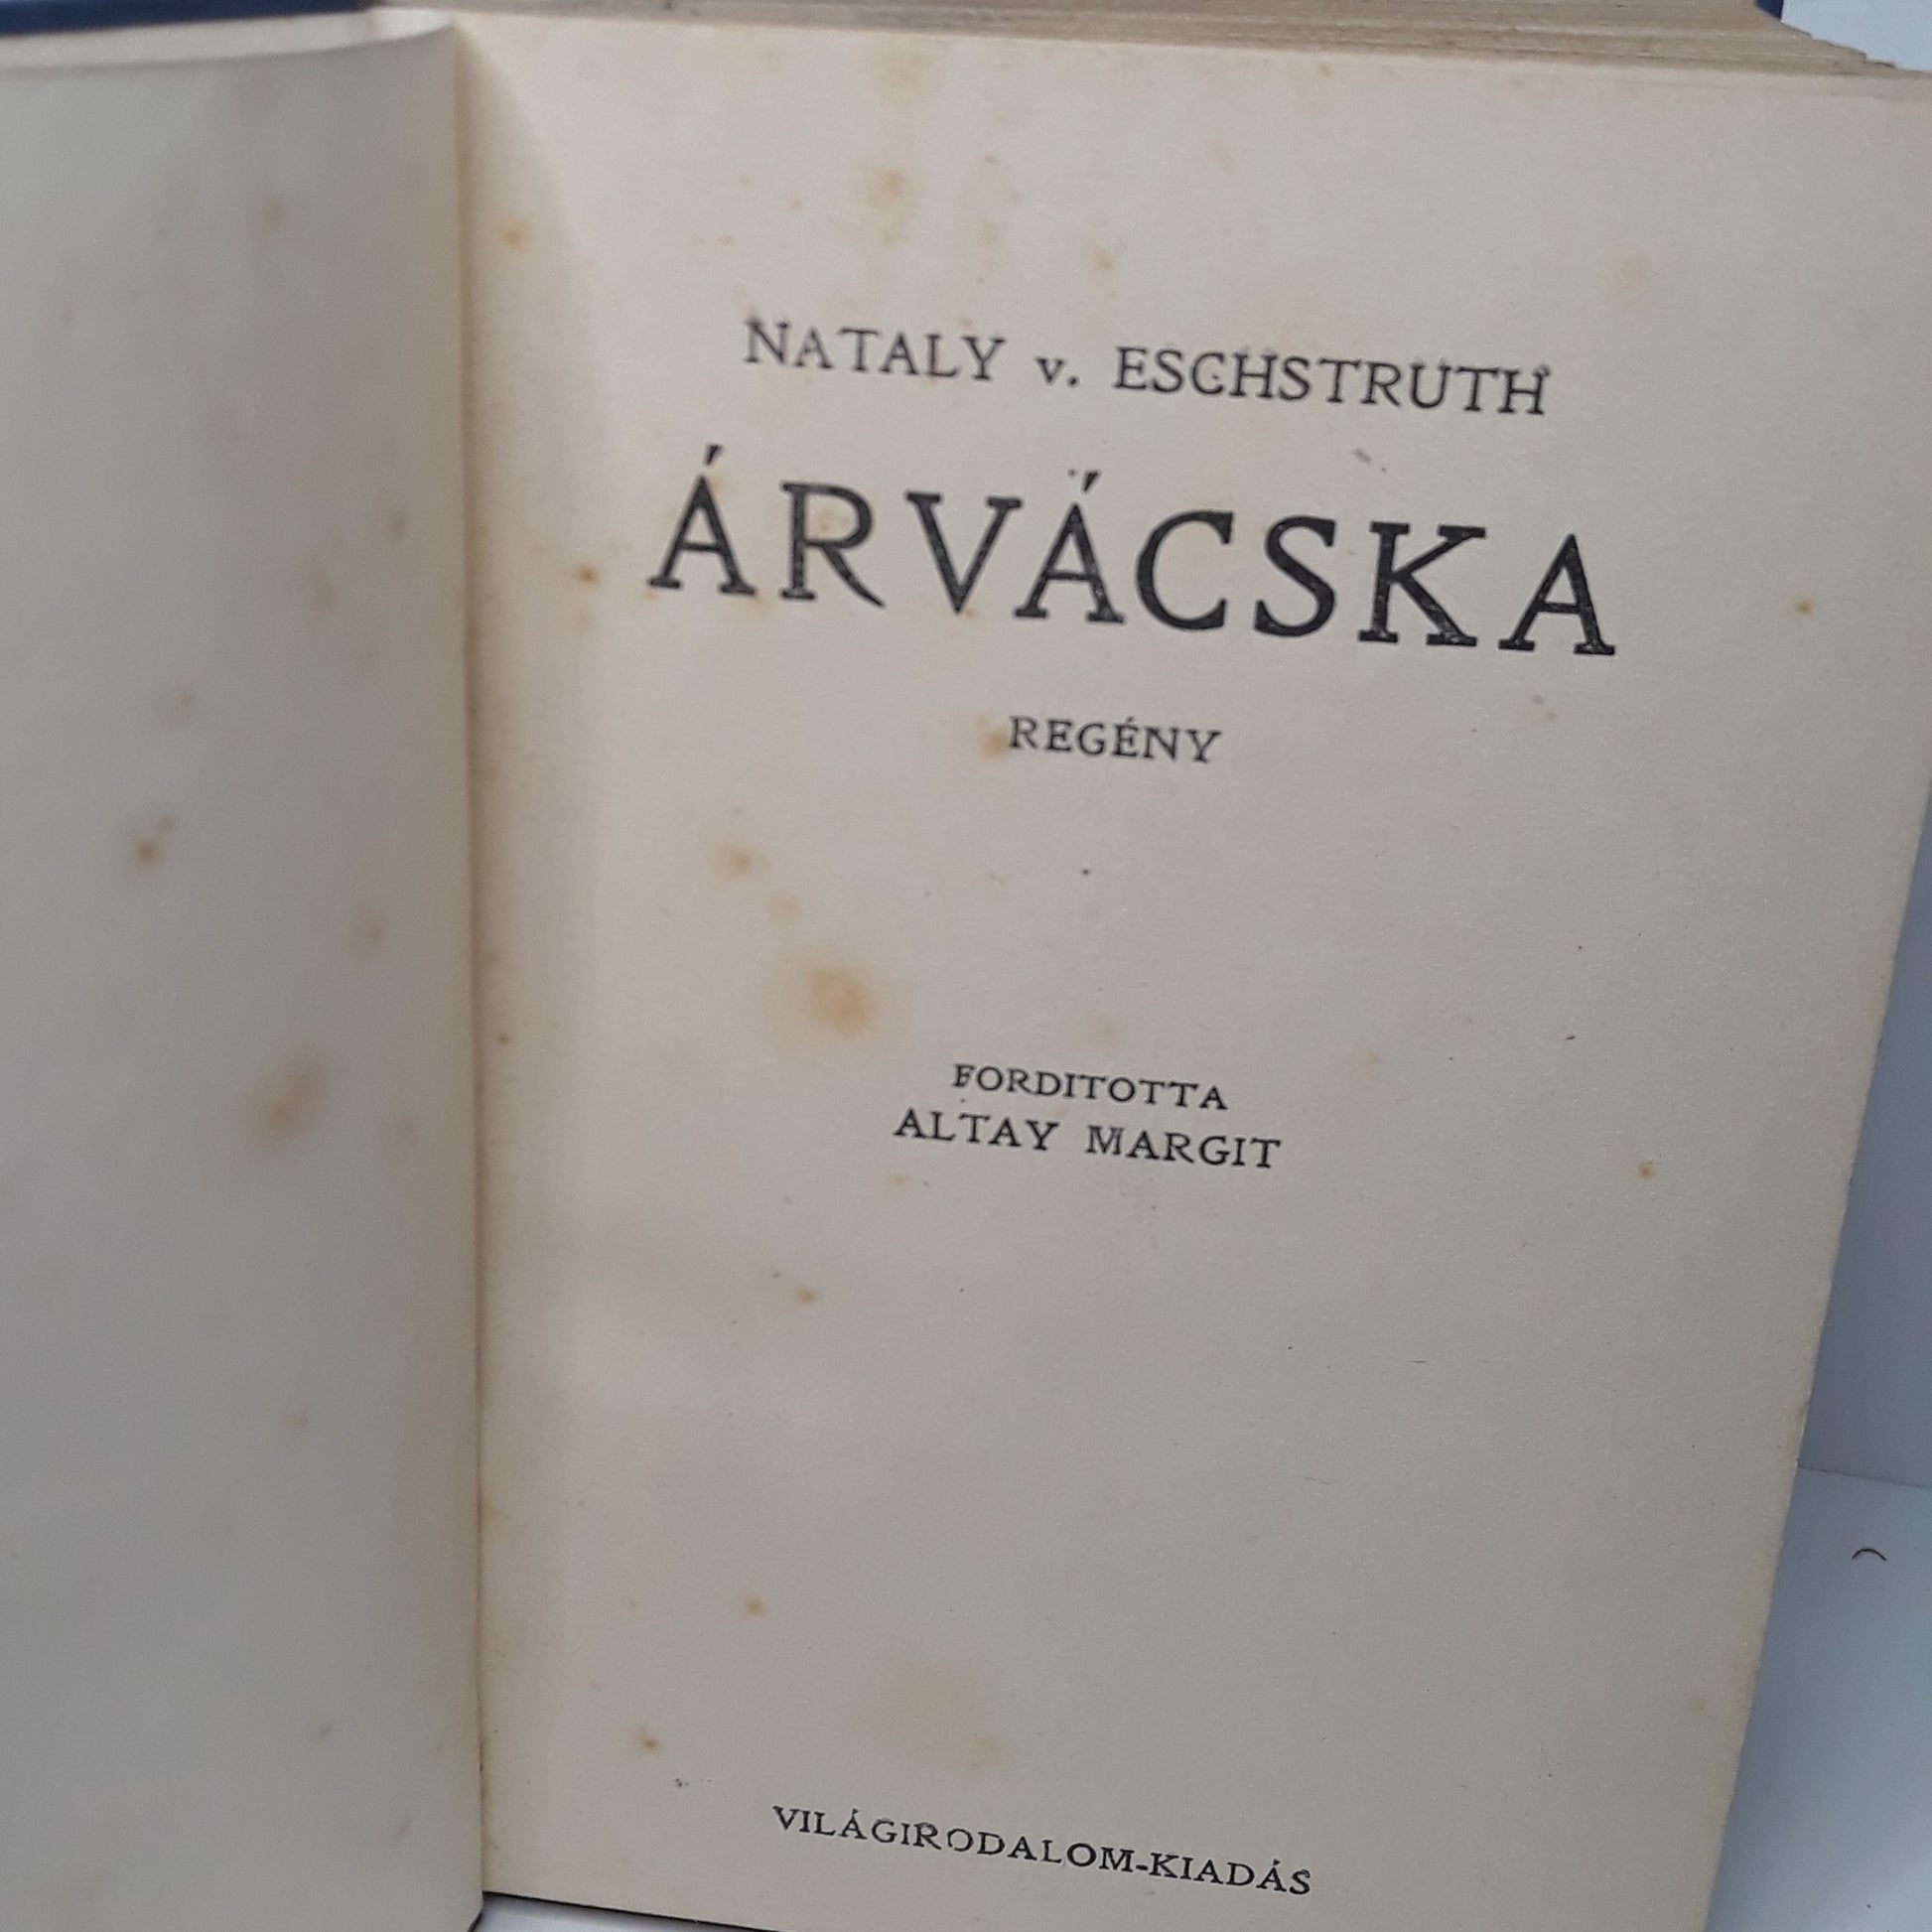 NATALY v. ESCHSTRUTH
ÁRVÁCSKA
REGÉNY
FORDITOTTA
ALTAY MARGIT
VILÁGIRODALOM-KIADÁS